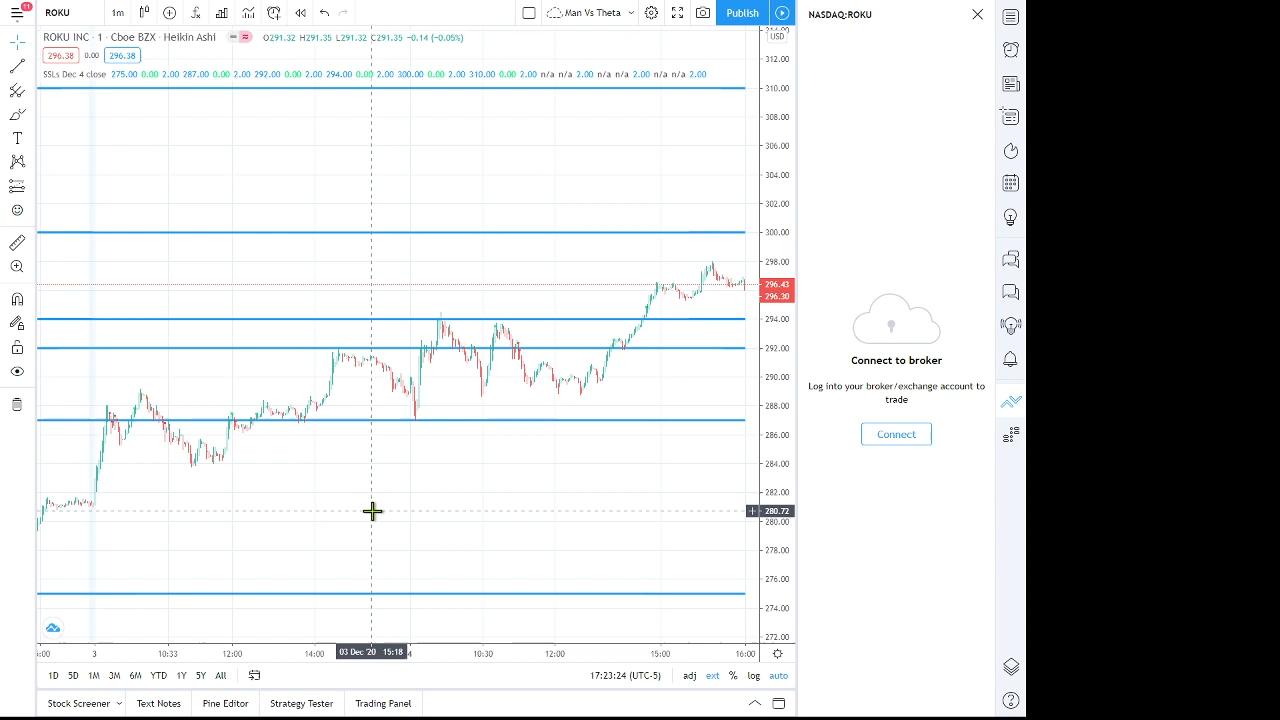 11 ROKU 1m Man Vs Theta Publish NASDAQ:ROKU
ROKU INC · 1 · Cboe BZX · Heikin Ashi O291.32 H291.35 L291.32 C291.35 −0.14 (−0.05%) USD
296.38 0.00 296.38
SSLs Dec 4 close 275.00 0.00 2.00 287.00 0.00 2.00 292.00 0.00 2.00 294.00 0.00 2.00 300.00 0.00 2.00 310.00 0.00 2.00 n/a n/a 2.00 n/a n/a 2.00 n/a n/a 2.00
314.00
312.00
310.00
308.00
306.00
304.00
302.00
300.00
298.00
296.43
296.30
294.00
292.00
290.00
288.00
286.00
284.00
282.00
280.72
280.00
278.00
276.00
274.00
272.00
Connect to broker
Log into your broker/exchange account to
trade
Connect
:00 3 10:33 12:00 14:00 03 Dec '20 15:18 4 10:30 12:00 15:00 16:00
1D 5D 1M 3M 6M YTD 1Y 5Y All 17:23:24 (UTC-5) adj ext % log auto
Text Notes Pine Editor Strategy Tester Trading Panel